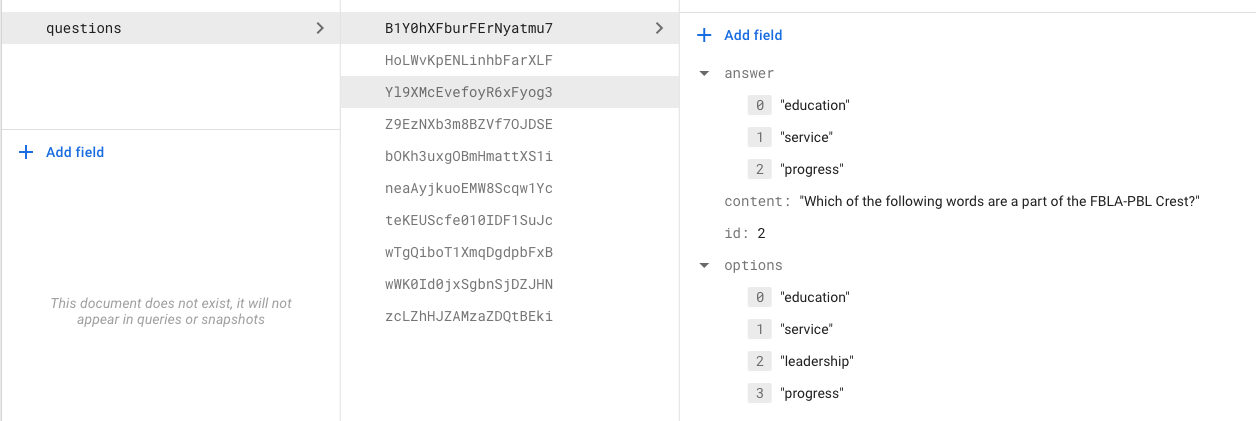 questions
Add field
This document does not exist, it will not
appear in queries or snapshots
B1Y0hXFburFErNyatmu7
HoLWvKpENLinhbFarXLF
Yl9XMcEvefoyR6xFyog3
Z9EzNXb3m8BZVf7OJDSE
bOKh3uxgOBmHmattXS1i
neaAyjkuoEMW8Scqw1Yc
teKEUScfe010IDF1SuJc
wTgQiboT1XmqDgdpbFxB
wWK0Id0jxSgbnSjDZJHN
zcLZhHJZAMzaZDQtBEki
Add field
answer
0 "education"
1 "service"
2 "progress"
content: "Which of the following words are a part of the FBLA-PBL Crest?"
id: 2
options
0 "education"
1 "service"
2 "leadership"
3 "progress"